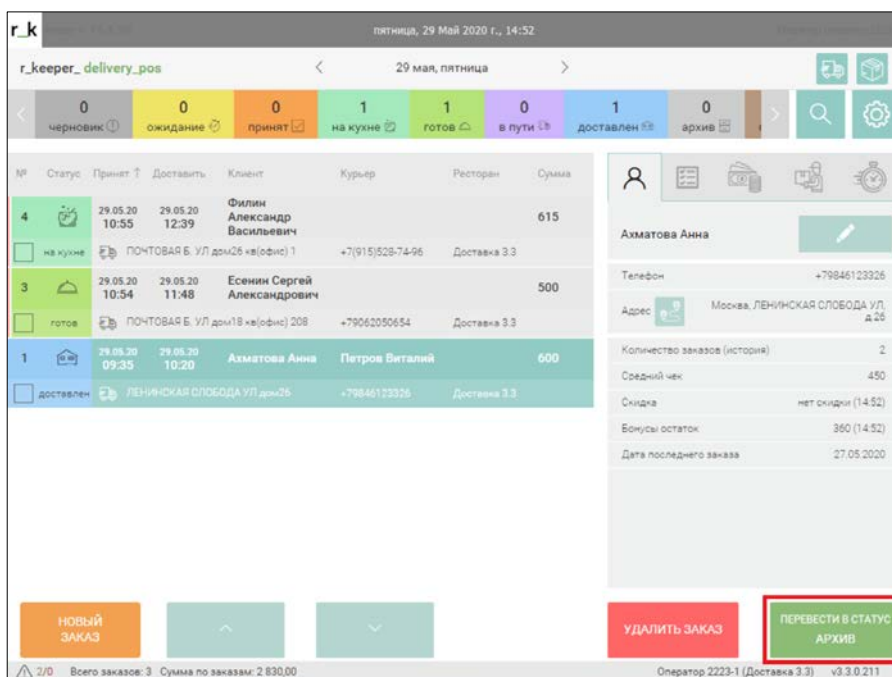 r_k
пятница, 29 Май 2020 г., 14:52
r_keeper_ delivery_pos
29 мая, пятница
0 0 0 1 1 0 1 0
черновик ожидание принят на кухне готов в пути доставлен архив
№ Статус Принят ↑ Доставить Клиент Курьер Ресторан Сумма
4 29.05.20 10:55 29.05.20 12:39 Филин Александр Васильевич 615
на кухне ПОЧТОВАЯ Б. УЛ дом26 кв(офис) 1 +7(915)528-74-96 Доставка 3.3
3 29.05.20 10:54 29.05.20 11:48 Есенин Сергей Александрович 500
готов ПОЧТОВАЯ Б. УЛ дом18 кв(офис) 208 +79062050654 Доставка 3.3
1 29.05.20 09:35 29.05.20 10:20 Ахматова Анна Петров Виталий 600
доставлен ЛЕНИНСКАЯ СЛОБОДА УЛ дом26 +79846123326 Доставка 3.3
Ахматова Анна
Телефон +79846123326
Адрес Москва, ЛЕНИНСКАЯ СЛОБОДА УЛ,
д.26
Количество заказов (история) 2
Средний чек 450
Скидка нет скидки (14:52)
Бонусы остаток 360 (14:52)
Дата последнего заказа 27.05.2020
НОВЫЙ
ЗАКАЗ
УДАЛИТЬ ЗАКАЗ
ПЕРЕВЕСТИ В СТАТУС
АРХИВ
2/0 Всего заказов: 3 Сумма по заказам: 2 830,00
Оператор 2223-1 (Доставка 3.3) v3.3.0.211